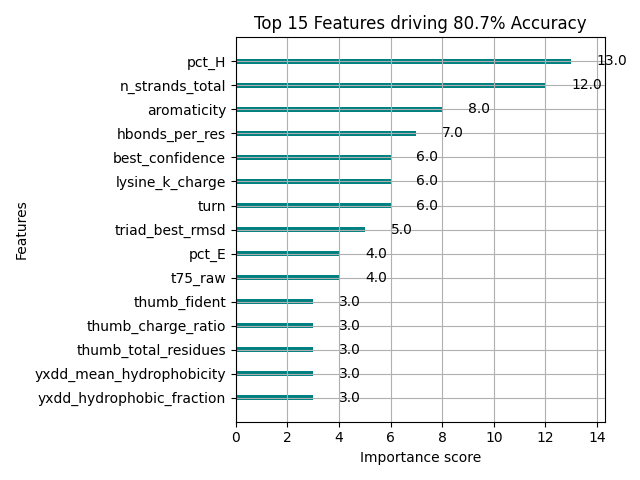 Top 15 Features driving 80.7% Accuracy
pct_H 13.0
n_strands_total 12.0
aromaticity 8.0
hbonds_per_res 7.0
best_confidence 6.0
lysine_k_charge 6.0
turn 6.0
triad_best_rmsd 5.0
pct_E 4.0
t75_raw 4.0
thumb_fident 3.0
thumb_charge_ratio 3.0
thumb_total_residues 3.0
yxdd_mean_hydrophobicity 3.0
yxdd_hydrophobic_fraction 3.0
Features
0 2 4 6 8 10 12 14
Importance score